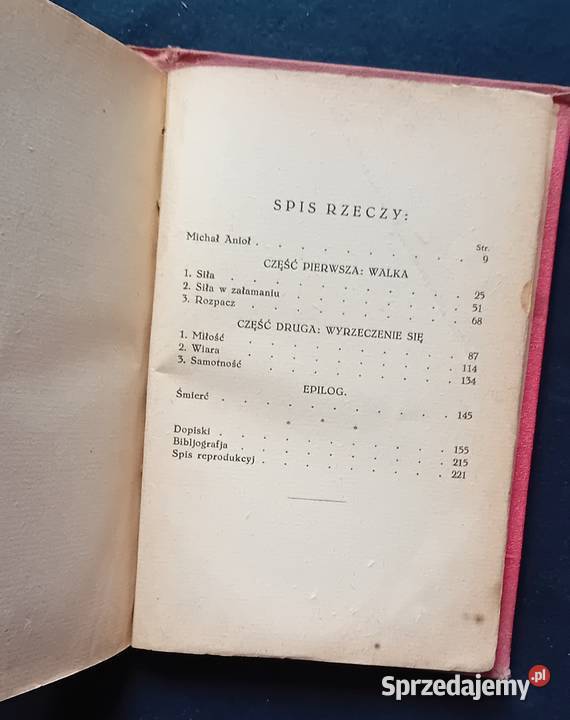 SPIS RZECZY:
Str.
Michał Anioł . . . . . . . . . . 9
CZĘŚĆ PIERWSZA: WALKA
1. Siła . . . . . . . . . . 25
2. Siła w załamaniu . . . . . . . . 51
3. Rozpacz . . . . . . . . . 68
CZĘŚĆ DRUGA: WYRZECZENIE SIĘ
1. Miłość . . . . . . . . . 87
2. Wiara . . . . . . . . . 114
3. Samotność . . . . . . . . . 134
EPILOG.
Śmierć . . . . . . . . . . 145
* * *
Dopiski . . . . . . . . . 155
Bibljografja . . . . . . . . . 215
Spis reprodukcyj . . . . . . . . 221
Sprzedajemy.pl